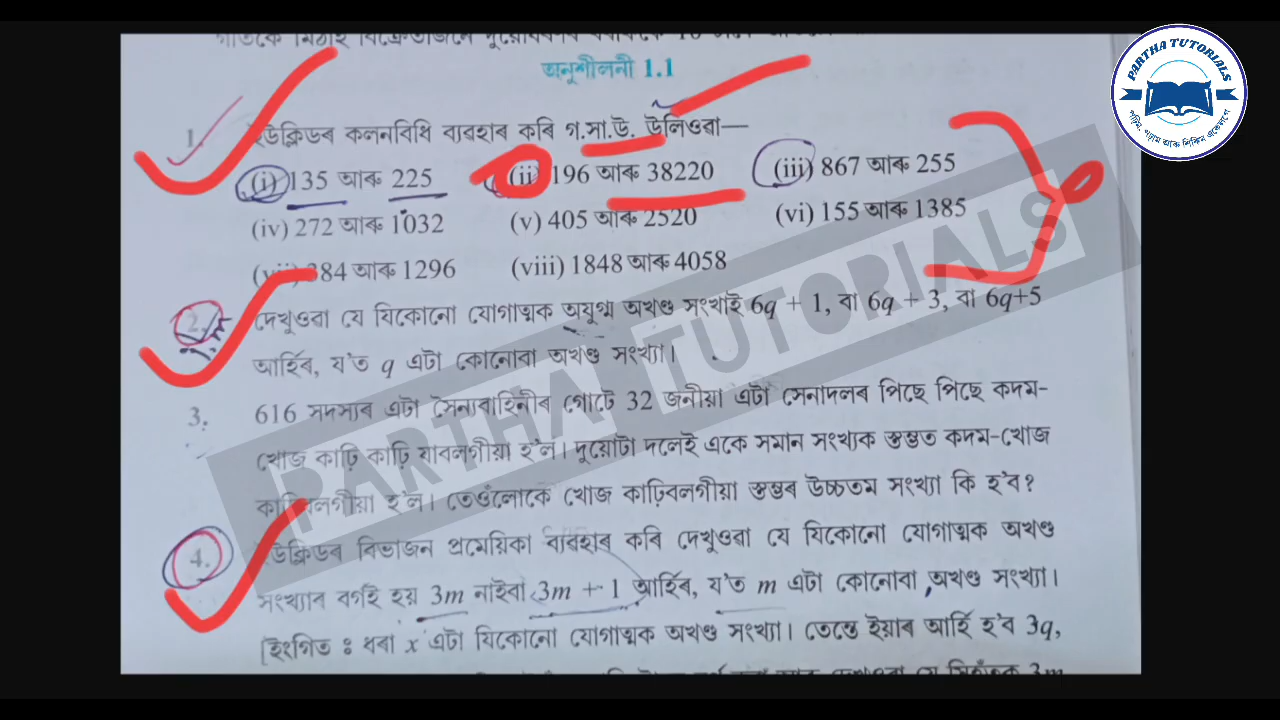 অনুশীলনী 1.1
1. ইউক্লিডৰ কলনবিধি ব্যৱহাৰ কৰি গ.সা.উ. উলিওৱা—
(i) 135 আৰু 225 (ii) 196 আৰু 38220 (iii) 867 আৰু 255
(iv) 272 আৰু 1032 (v) 405 আৰু 2520 (vi) 155 আৰু 1385
(vii) 384 আৰু 1296 (viii) 1848 আৰু 4058
2. দেখুওৱা যে যিকোনো যোগাত্মক অযুগ্ম অখণ্ড সংখ্যাই 6q + 1, বা 6q + 3, বা 6q+5
আৰ্হিৰ, য'ত q এটা কোনোবা অখণ্ড সংখ্যা।
3. 616 সদস্যৰ এটা সৈন্যবাহিনীৰ গোটে 32 জনীয়া এটা সেনাদলৰ পিছে পিছে কদম-
খোজ কাঢ়ি কাঢ়ি যাবলগীয়া হ'ল। দুয়োটা দলেই একে সমান সংখ্যক স্তম্ভত কদম-খোজ
কাঢ়িবলগীয়া হ'ল। তেওঁলোকে খোজ কাঢ়িবলগীয়া স্তম্ভৰ উচ্চতম সংখ্যা কি হ'ব?
4. ইউক্লিডৰ বিভাজন প্ৰমেয়িকা ব্যৱহাৰ কৰি দেখুওৱা যে যিকোনো যোগাত্মক অখণ্ড
সংখ্যাৰ বৰ্গই হয় 3m নাইবা 3m + 1 আৰ্হিৰ, য'ত m এটা কোনোবা অখণ্ড সংখ্যা।
[ইংগিত : ধৰা x এটা যিকোনো যোগাত্মক অখণ্ড সংখ্যা। তেন্তে ইয়াৰ আৰ্হি হ'ব 3q,
PARTHA TUTORIALS
PARTHA TUTORIALS